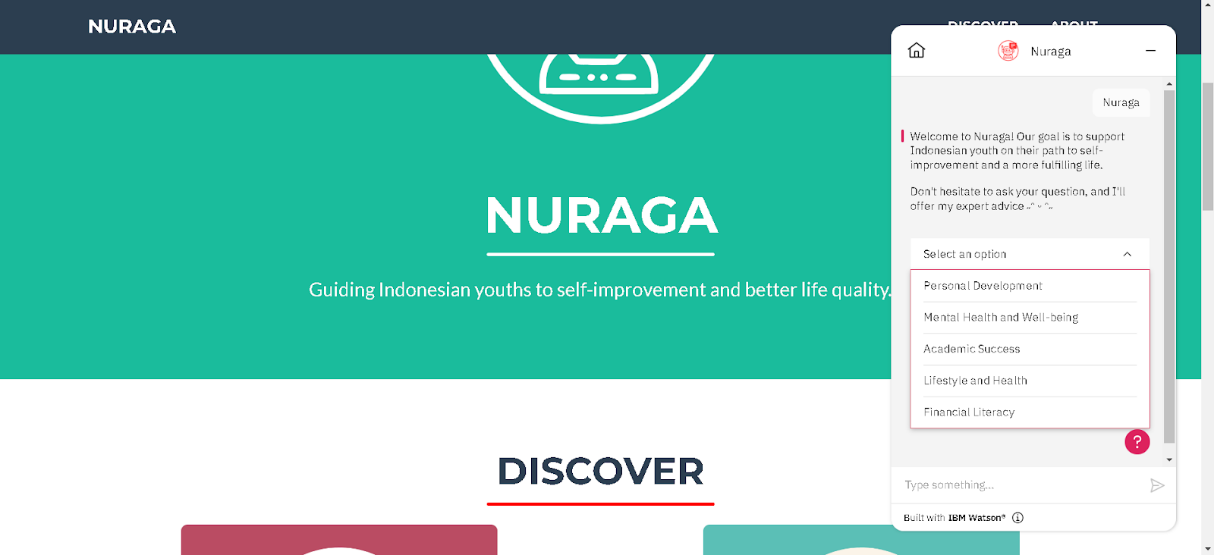 NURAGA
DISCOVER
ABOUT
NURAGA
Guiding Indonesian youths to self-improvement and better life quality.
DISCOVER
Nuraga
Nuraga
Welcome to Nuraga! Our goal is to support
Indonesian youth on their path to self-
improvement and a more fulfilling life.
Don't hesitate to ask your question, and I'll
offer my expert advice
Select an option
Personal Development
Mental Health and Well-being
Academic Success
Lifestyle and Health
Financial Literacy
?
Type something...
Built with IBM Watson®